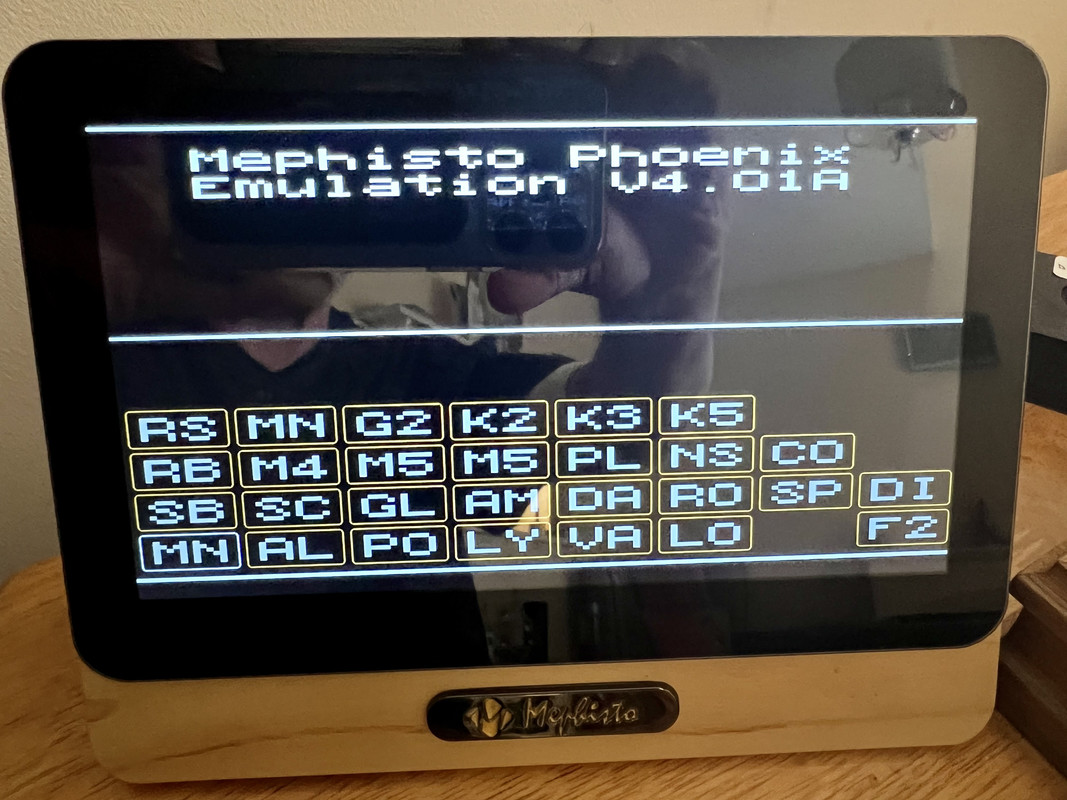 Mephisto Phoenix
Emulation V4.01A
RS MN G2 K2 K3 K5
RB M4 M5 M5 PL NS CO
SB SC GL AM DA RO SP DI
MN AL PO LY VA LO F2
Mephisto